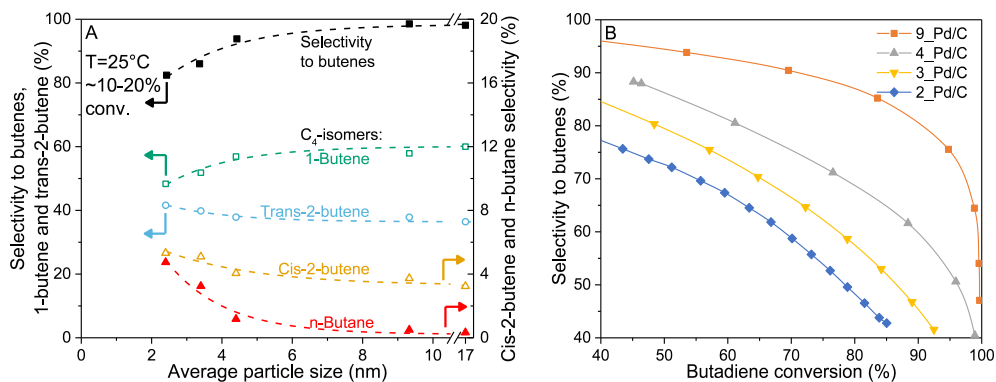 A
T=25°C
~10-20%
conv.
Selectivity
to butenes
C4-isomers:
1-Butene
Trans-2-butene
Cis-2-butene
n-Butane
Selectivity to butenes,
1-butene and trans-2-butene (%)
100
80
60
40
20
0
0
2
4
6
8
10
17
Average particle size (nm)
20
16
12
8
4
0
Cis-2-butene and n-butane selectivity (%)
B
9_Pd/C
4_Pd/C
3_Pd/C
2_Pd/C
Selectivity to butenes (%)
100
90
80
70
60
50
40
40
50
60
70
80
90
100
Butadiene conversion (%)